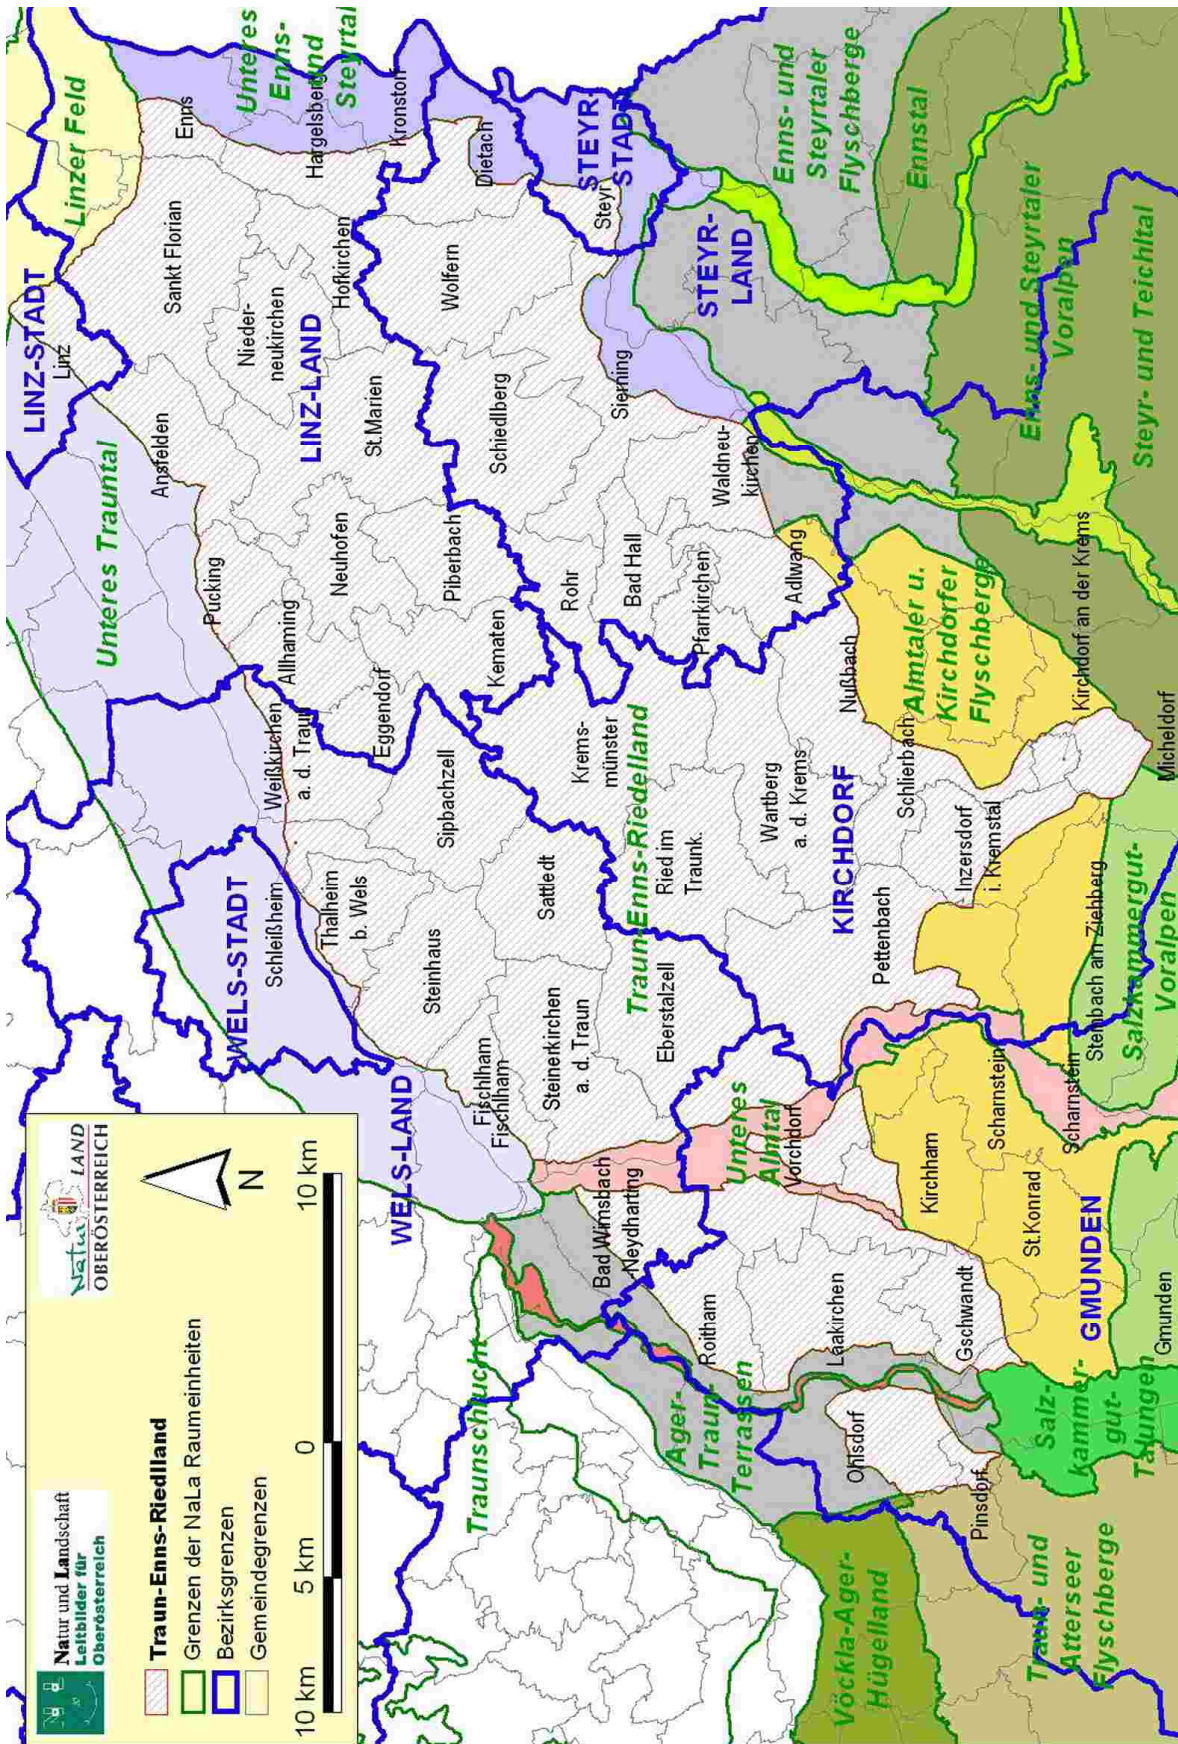 Natur und Landschaft
Leitbilder für
Oberösterreich
Natur LAND
OBERÖSTERREICH
Traun-Enns-Riedlland
Grenzen der NaLa Raumeinheiten
Bezirksgrenzen
Gemeindegrenzen
N
10 km
5 km
0
10 km
LINZ-STADT
Linz
Linzer Feld
Enns
Unteres
Enns-
und
Steyrtal
Hargelsberg
Kronstorf
Unteres Trauntal
Ansfelden
Sankt Florian
Nieder-
neukirchen
Hofkirchen
LINZ-LAND
St.Marien
Pucking
Neuhofen
Allhaming
Weißkirchen
a. d. Traun
Eggendorf
Piberbach
Kematen
WELS-STADT
Schleißheim
Thalheim
b. Wels
Steinhaus
Sipbachzell
Sattledt
WELS-LAND
Fischlham
Fischlham
Steinerkirchen
a. d. Traun
Eberstalzell
Dietach
STEYR-
STADT
Steyr
Wolfern
Schiedlberg
Sierning
STEYR-
LAND
Rohr
Bad Hall
Pfarrkirchen
Waldneu-
kirchen
Adlwang
Krems-
münster
Traun-Enns-Riedelland
Ried im
Traunk.
Wartberg
a. d. Krems
Nußbach
KIRCHDORF
Schlierbach
Pettenbach
Inzersdorf
i. Kremstal
Almtaler u.
Kirchdorfer
Flyschberge
Kirchdorf an der Krems
Micheldorf
Enns- und
Steyrtaler
Flyschberge
Ennstal
Enns- und Steyrtaler
Voralpen
Steyr- und Teichltal
Traunschlucht
Bad Wimsbach
-Neydharting
Unteres
Almtal
Vorchdorf
Roitham
Ager-
Traun-
Terrassen
Laakirchen
Gschwandt
Ohlsdorf
Pinsdorf
Kirchham
St.Konrad
Scharnstein
Scharnstein
Steinbach am Ziehberg
Salzkammergut-
Voralpen
GMUNDEN
Gmunden
Salz-
kammer-
gut-
Talungen
Vöckla-Ager-
Hügelland
Traun- und
Atterseer
Flyschberge